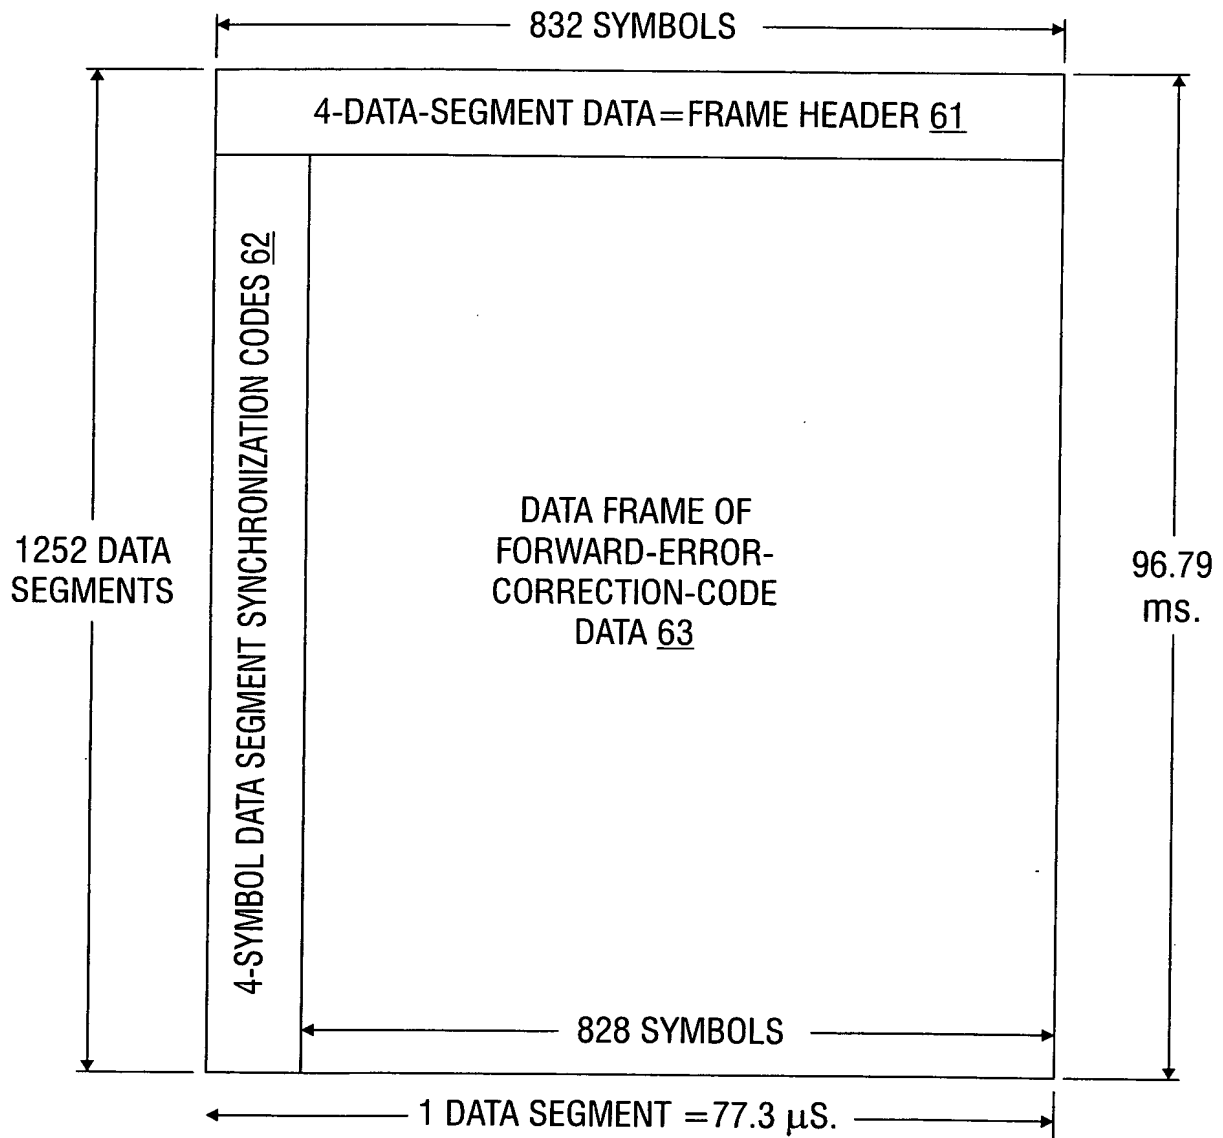 832 SYMBOLS
4-DATA-SEGMENT DATA=FRAME HEADER 61
4-SYMBOL DATA SEGMENT SYNCHRONIZATION CODES 62
1252 DATA
SEGMENTS
DATA FRAME OF
FORWARD-ERROR-
CORRECTION-CODE
DATA 63
96.79
ms.
828 SYMBOLS
1 DATA SEGMENT =77.3 µS.